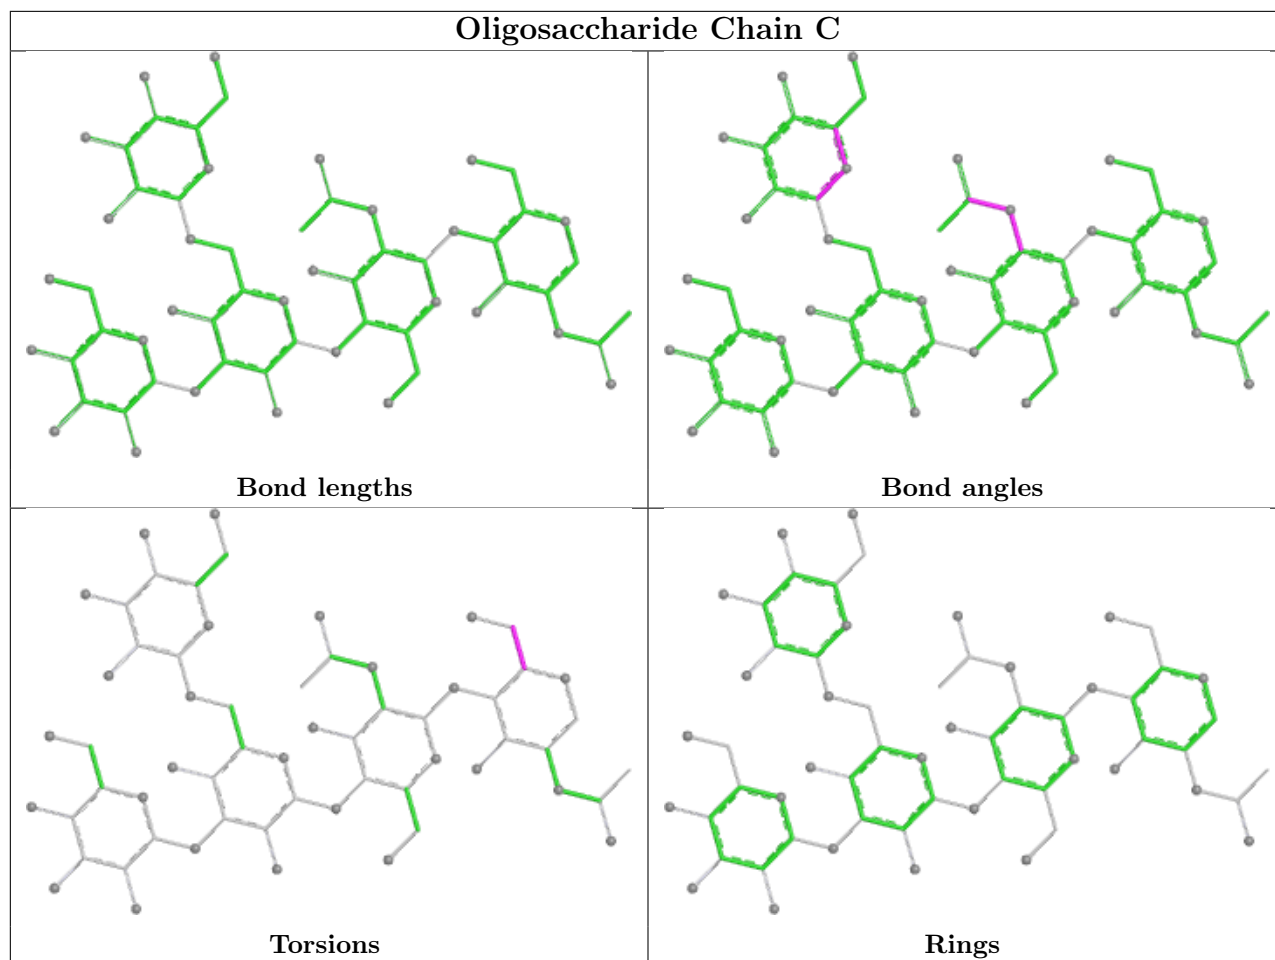 Oligosaccharide Chain C
Bond lengths
Bond angles
Torsions
Rings